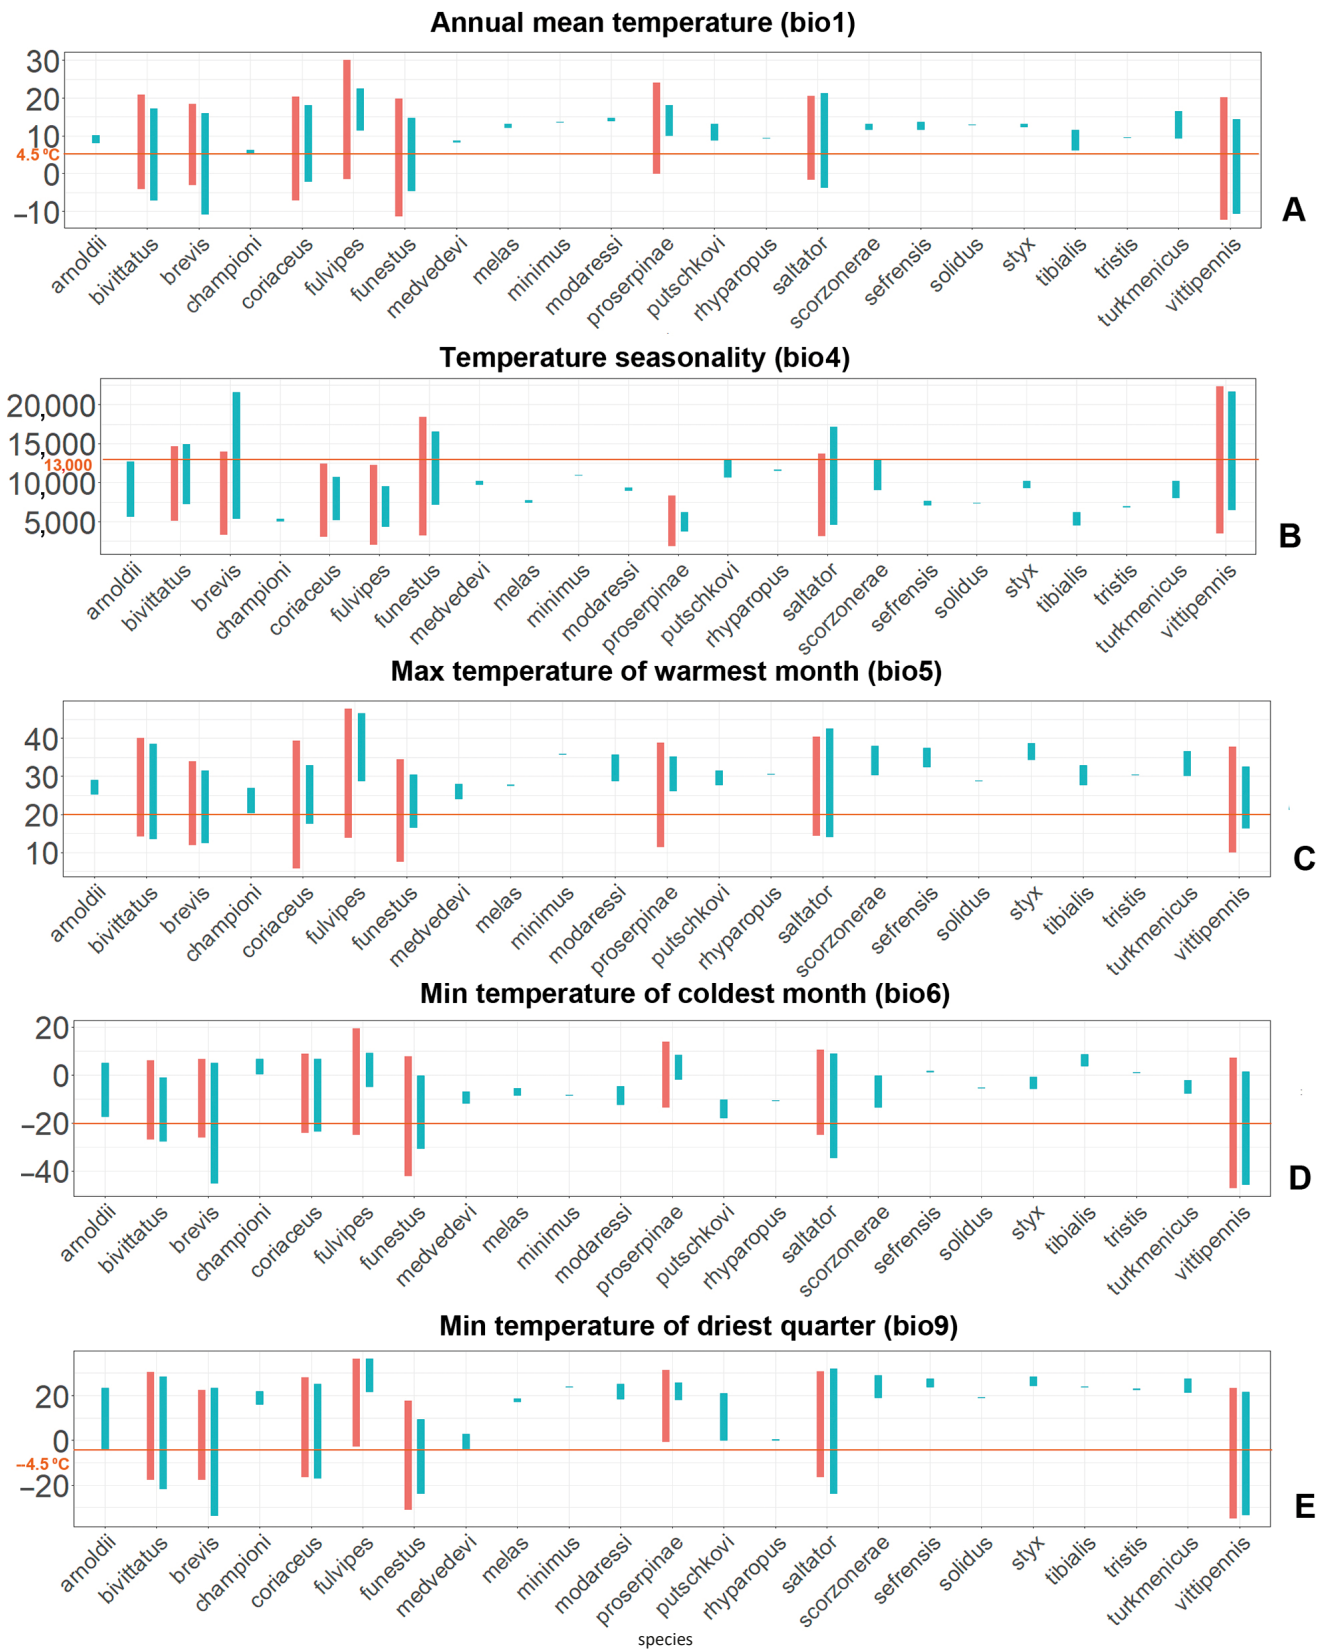 Annual mean temperature (bio1)
30
20
10
4.5 ºC
0
−10
A
arnoldii bivittatus brevis championi coriaceus fulvipes funestus medvedevi melas minimus modaressi proserpinae putschkovi rhyparopus saltator scorzonerae sefrensis solidus styx tibialis tristis turkmenicus vittipennis
Temperature seasonality (bio4)
20,000
15,000
13,000
10,000
5,000
B
arnoldii bivittatus brevis championi coriaceus fulvipes funestus medvedevi melas minimus modaressi proserpinae putschkovi rhyparopus saltator scorzonerae sefrensis solidus styx tibialis tristis turkmenicus vittipennis
Max temperature of warmest month (bio5)
40
30
20
10
C
arnoldii bivittatus brevis championi coriaceus fulvipes funestus medvedevi melas minimus modaressi proserpinae putschkovi rhyparopus saltator scorzonerae sefrensis solidus styx tibialis tristis turkmenicus vittipennis
Min temperature of coldest month (bio6)
20
0
−20
−40
D
arnoldii bivittatus brevis championi coriaceus fulvipes funestus medvedevi melas minimus modaressi proserpinae putschkovi rhyparopus saltator scorzonerae sefrensis solidus styx tibialis tristis turkmenicus vittipennis
Min temperature of driest quarter (bio9)
20
0
−4.5 ºC
−20
E
arnoldii bivittatus brevis championi coriaceus fulvipes funestus medvedevi melas minimus modaressi proserpinae putschkovi rhyparopus saltator scorzonerae sefrensis solidus styx tibialis tristis turkmenicus vittipennis
species